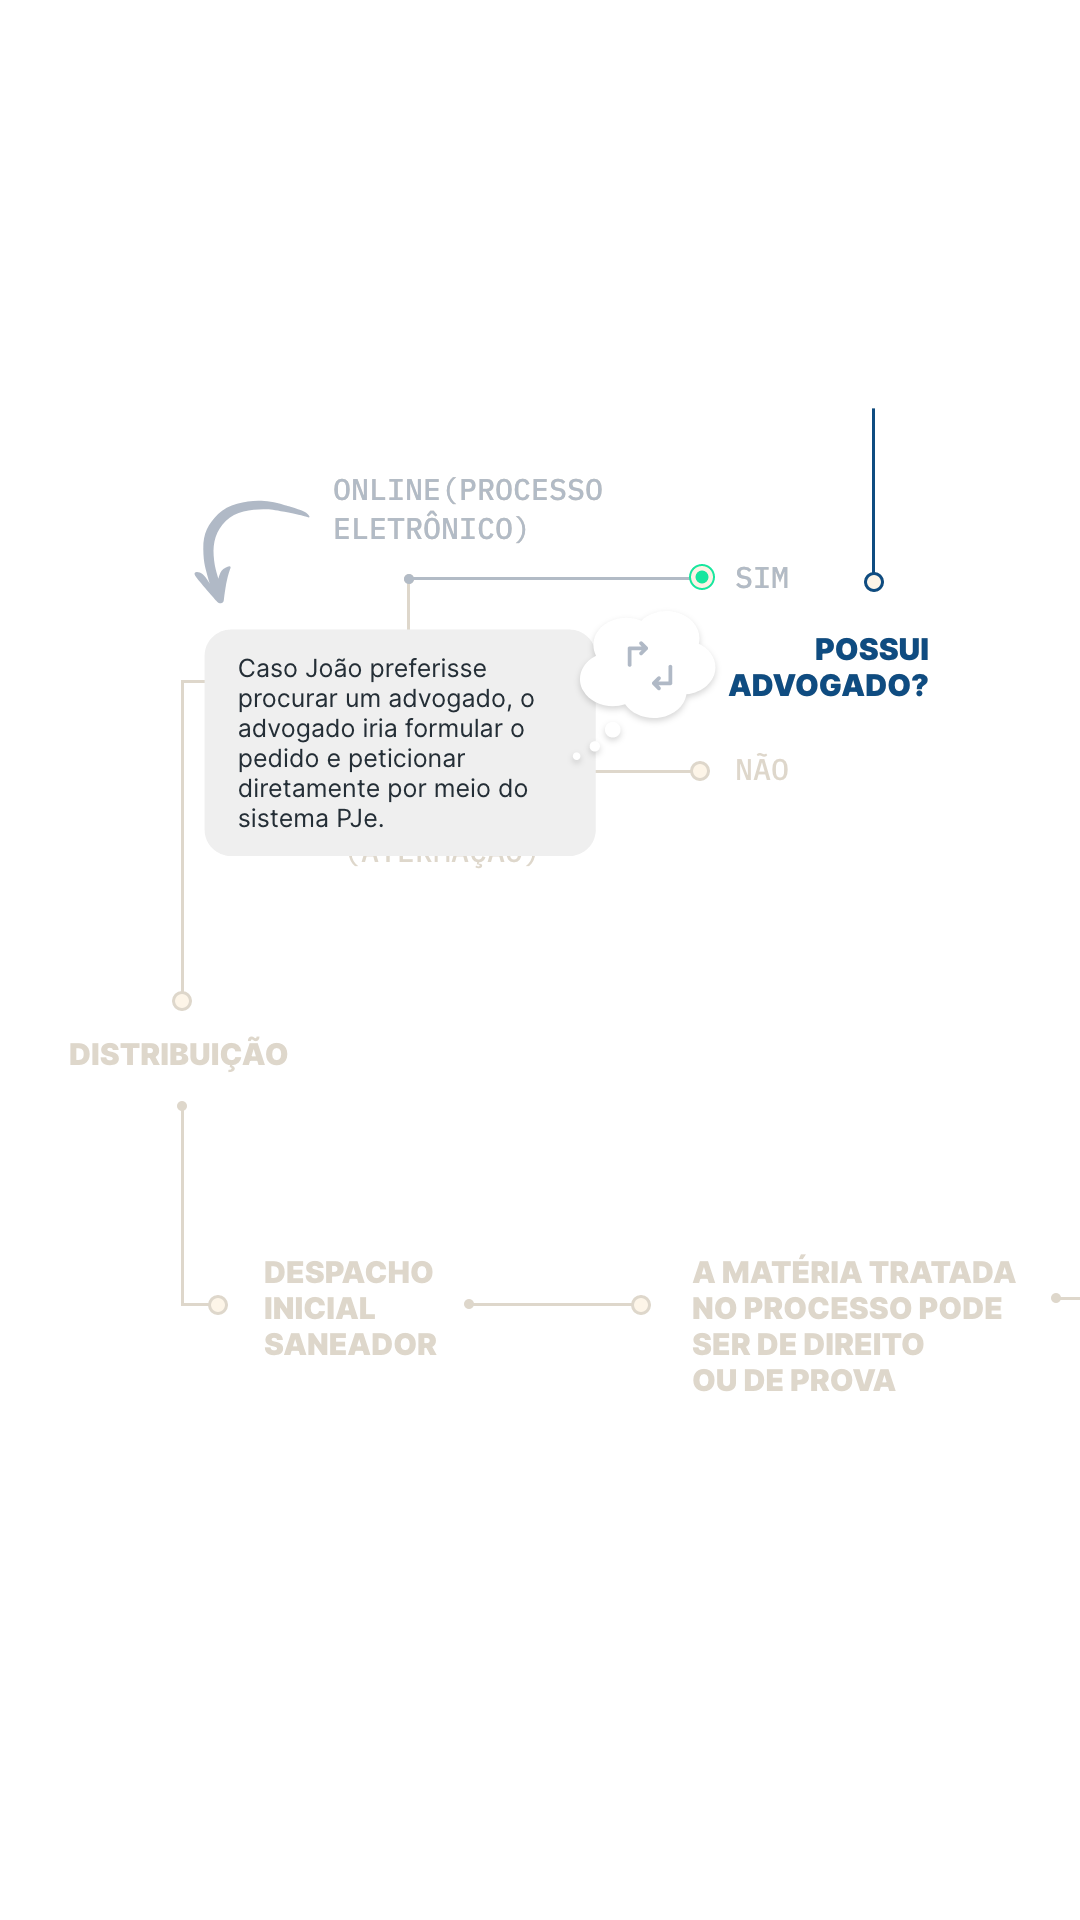 ONLINE(PROCESSO
ELETRÔNICO)
SIM
POSSUI
ADVOGADO?
Caso João preferisse
procurar um advogado, o
advogado iria formular o
pedido e peticionar
diretamente por meio do
sistema PJe.
NÃO
DISTRIBUIÇÃO
DESPACHO
INICIAL
SANEADOR
A MATÉRIA TRATADA
NO PROCESSO PODE
SER DE DIREITO
OU DE PROVA